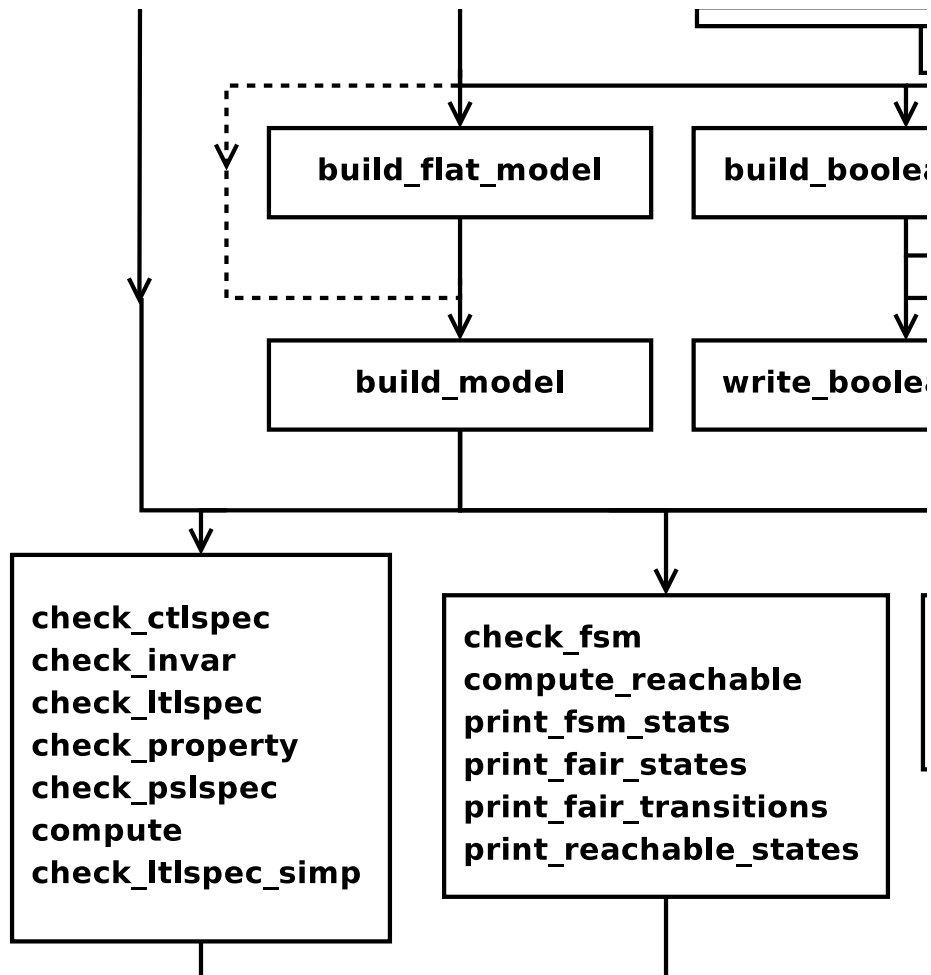 build_flat_model
build_model
check_ctlspec
check_invar
check_ltlspec
check_property
check_pslspec
compute
check_ltlspec_simp
check_fsm
compute_reachable
print_fsm_stats
print_fair_states
print_fair_transitions
print_reachable_states